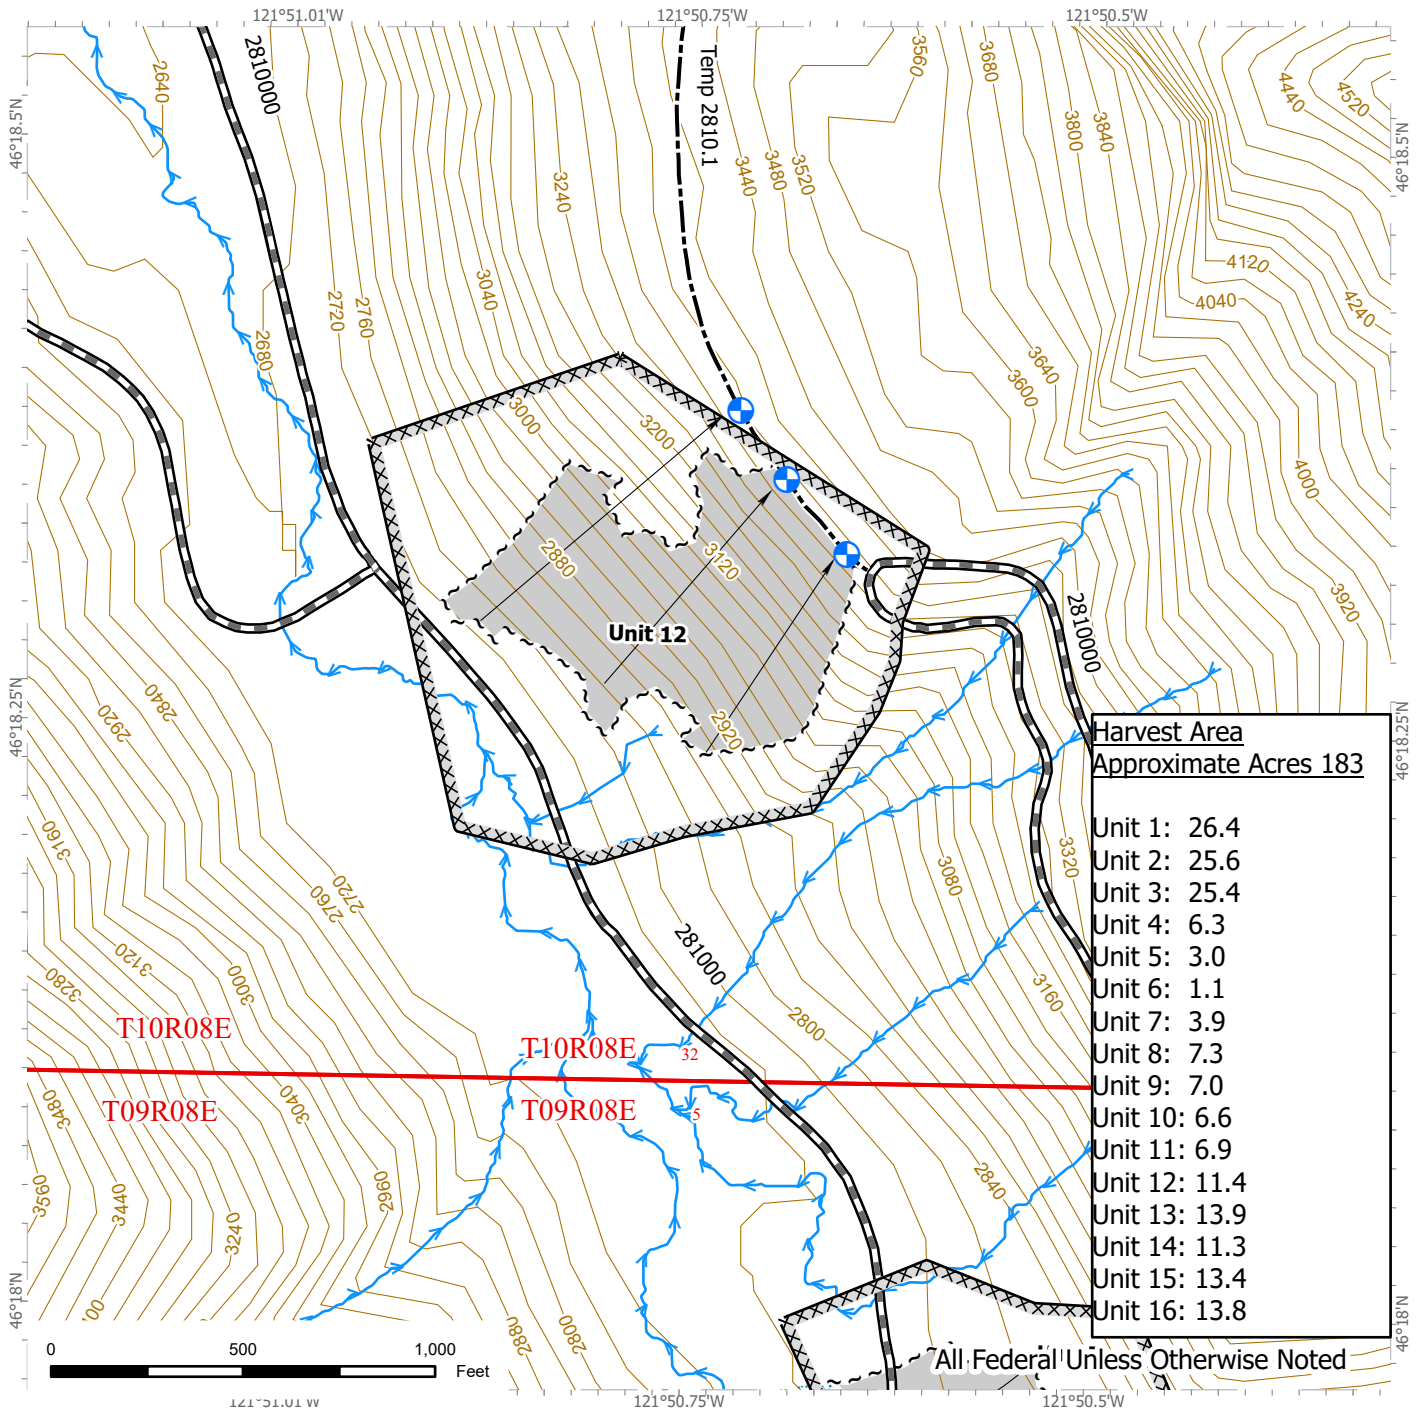 121°51.01'W
121°50.75'W
121°50.5'W
46°18.5'N
46°18.5'N
2640
2810000
Temp 2810.1
3560
3680
4440
4520
3800
3840
3440
3480
3520
3240
4120
4040
4240
3040
2720
2760
2680
3640
3600
3000
3200
4000
2880
3120
3920
2810000
Unit 12
46°18.25'N
46°18.25'N
2920
2840
2920
Harvest Area
Approximate Acres 183
Unit 1: 26.4
Unit 2: 25.6
Unit 3: 25.4
Unit 4: 6.3
Unit 5: 3.0
Unit 6: 1.1
Unit 7: 3.9
Unit 8: 7.3
Unit 9: 7.0
Unit 10: 6.6
Unit 11: 6.9
Unit 12: 11.4
Unit 13: 13.9
Unit 14: 11.3
Unit 15: 13.4
Unit 16: 13.8
3160
3320
3080
2720
2760
281000
3120
3280
3000
3160
2800
T10R08E
T10R08E
32
T09R08E
T09R08E
5
3480
3040
2960
2840
3560
3440
3240
46°18'N
46°18'N
2880
2800
0
500
1,000
Feet
All Federal Unless Otherwise Noted
121°51.01'W
121°50.75'W
121°50.5'W